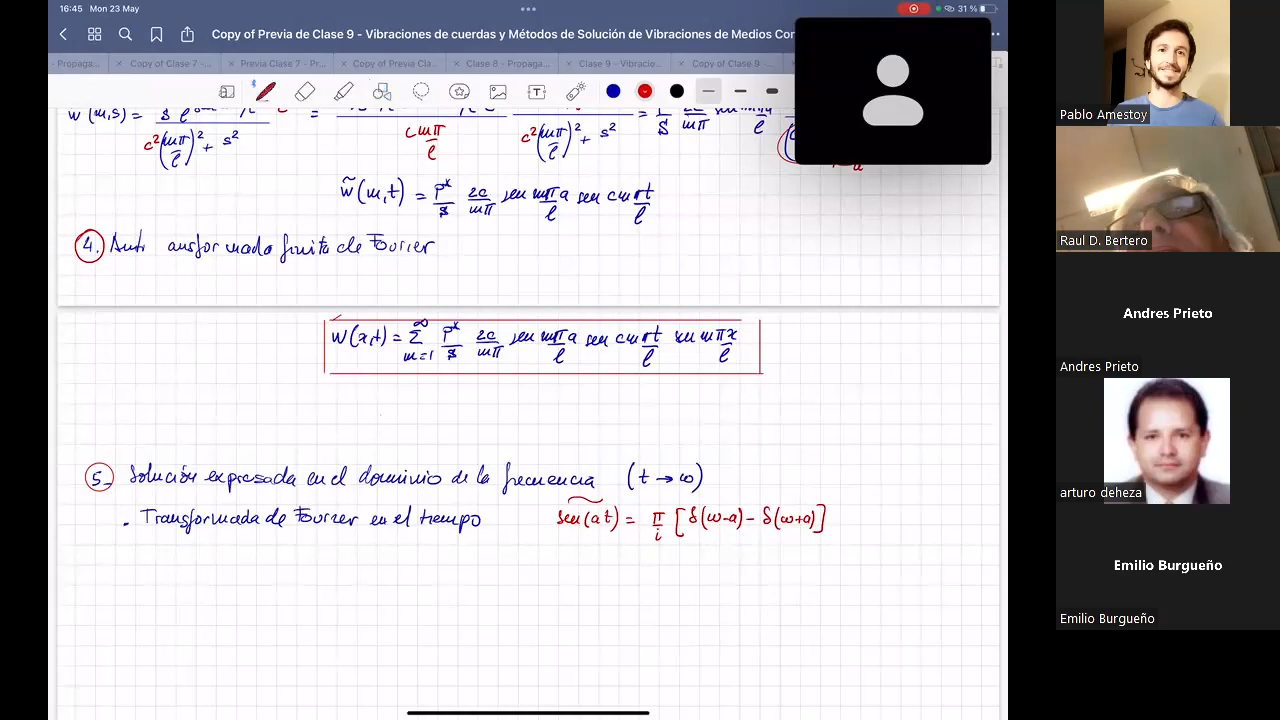 16:45 Mon 23 May
31 %
Copy of Previa de Clase 9 - Vibraciones de cuerdas y Métodos de Solución de Vibraciones de Medios Con
- Propaga
Copy of Clase 7 -...
Previa Clase 7 - Pr...
Copy of Previa Cla...
Clase 8 - Propaga...
Clase 9 - Vibracio...
Copy of Clase 9 -...
w̃(m,t) = P*/s 2c/mπ sen mπa/l sen cmπt/l
4. Anti ansformada finita de Fourier
w(x,t) = Σ_{m=1}^{∞} P*/s 2c/mπ sen mπa/l sen cmπt/l sen mπx/l
5- Solución expresada en el dominio de la frecuencia (t → ω)
. Transformada de Fourier en el tiempo sen(at) = π/i [δ(ω-a) - δ(ω+a)]
Pablo Amestoy
Raul D. Bertero
Andres Prieto
Andres Prieto
arturo deheza
Emilio Burgueño
Emilio Burgueño